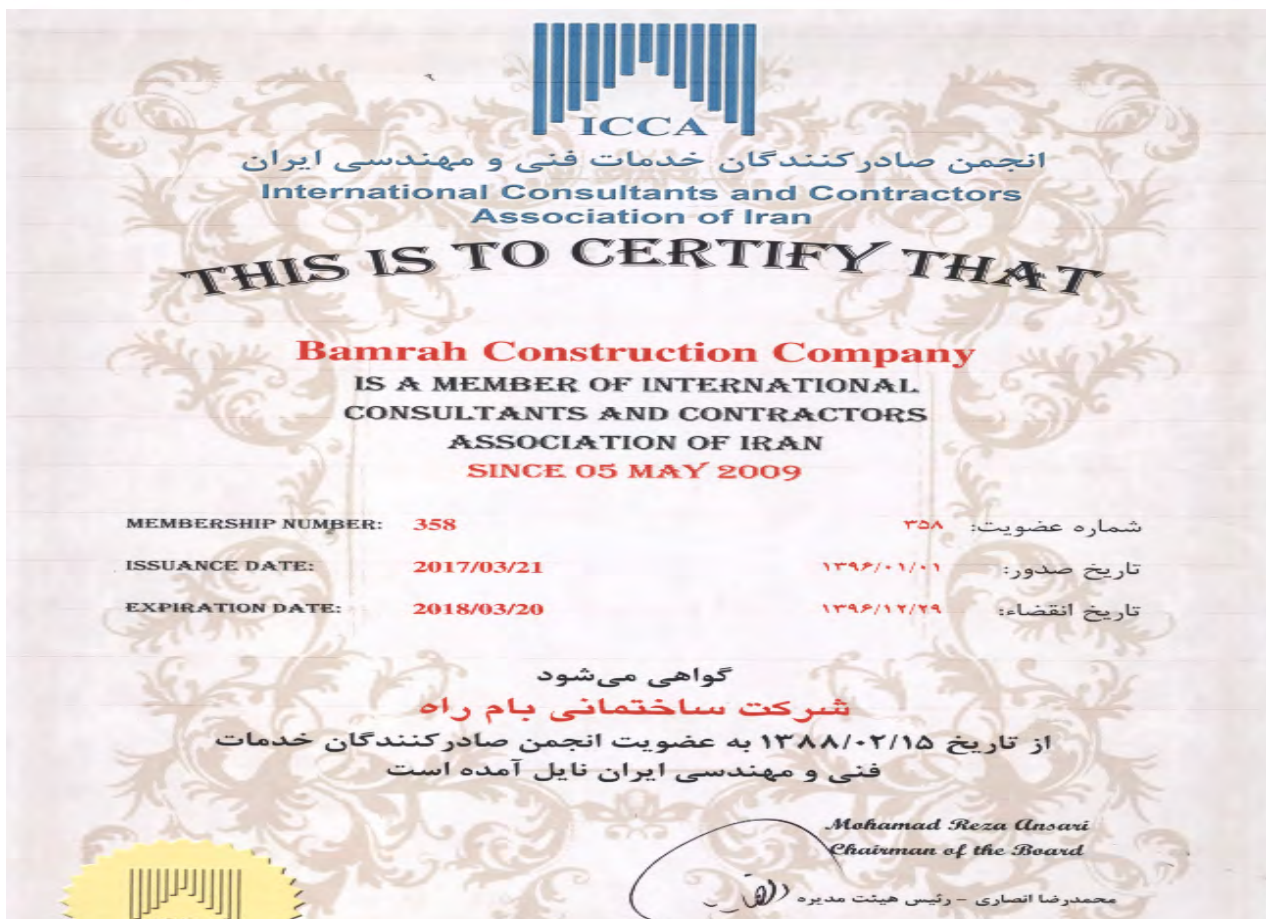 ICCA
انجمن صادرکنندگان خدمات فنی و مهندسی ایران
International Consultants and Contractors
Association of Iran
THIS IS TO CERTIFY THAT
Bamrah Construction Company
IS A MEMBER OF INTERNATIONAL
CONSULTANTS AND CONTRACTORS
ASSOCIATION OF IRAN
SINCE 05 MAY 2009
MEMBERSHIP NUMBER: 358
شماره عضویت: ۳۵۸
ISSUANCE DATE: 2017/03/21
تاریخ صدور: ۱۳۹۶/۰۱/۰۱
EXPIRATION DATE: 2018/03/20
تاریخ انقضاء: ۱۳۹۶/۱۲/۲۹
گواهی می‌شود
شرکت ساختمانی بام راه
از تاریخ ۱۳۸۸/۰۲/۱۵ به عضویت انجمن صادرکنندگان خدمات
فنی و مهندسی ایران نایل آمده است
Mohamad Reza Ansari
Chairman of the Board
محمدرضا انصاری - رئیس هیئت مدیره